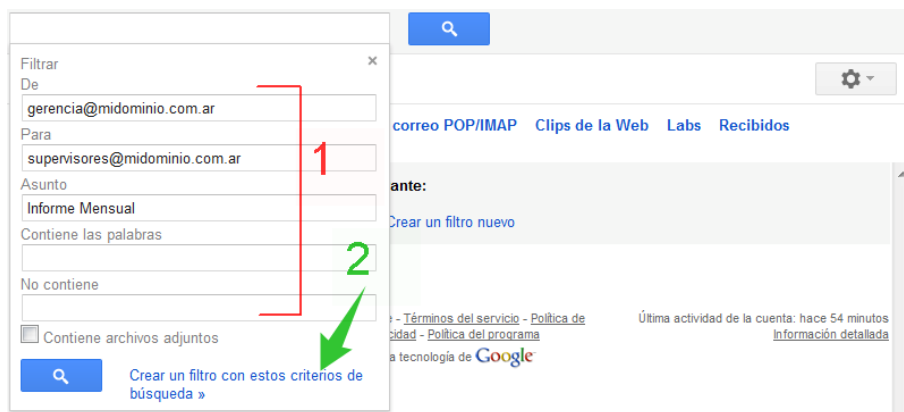 Filtrar
De
gerencia@midominio.com.ar
Para
supervisores@midominio.com.ar
Asunto
Informe Mensual
Contiene las palabras
No contiene
Contiene archivos adjuntos
Crear un filtro con estos criterios de
búsqueda »
1
2
correo POP/IMAP Clips de la Web Labs Recibidos
ante:
Crear un filtro nuevo
- Términos del servicio - Política de
cidad - Política del programa
a tecnología de Google
Última actividad de la cuenta: hace 54 minutos
Información detallada